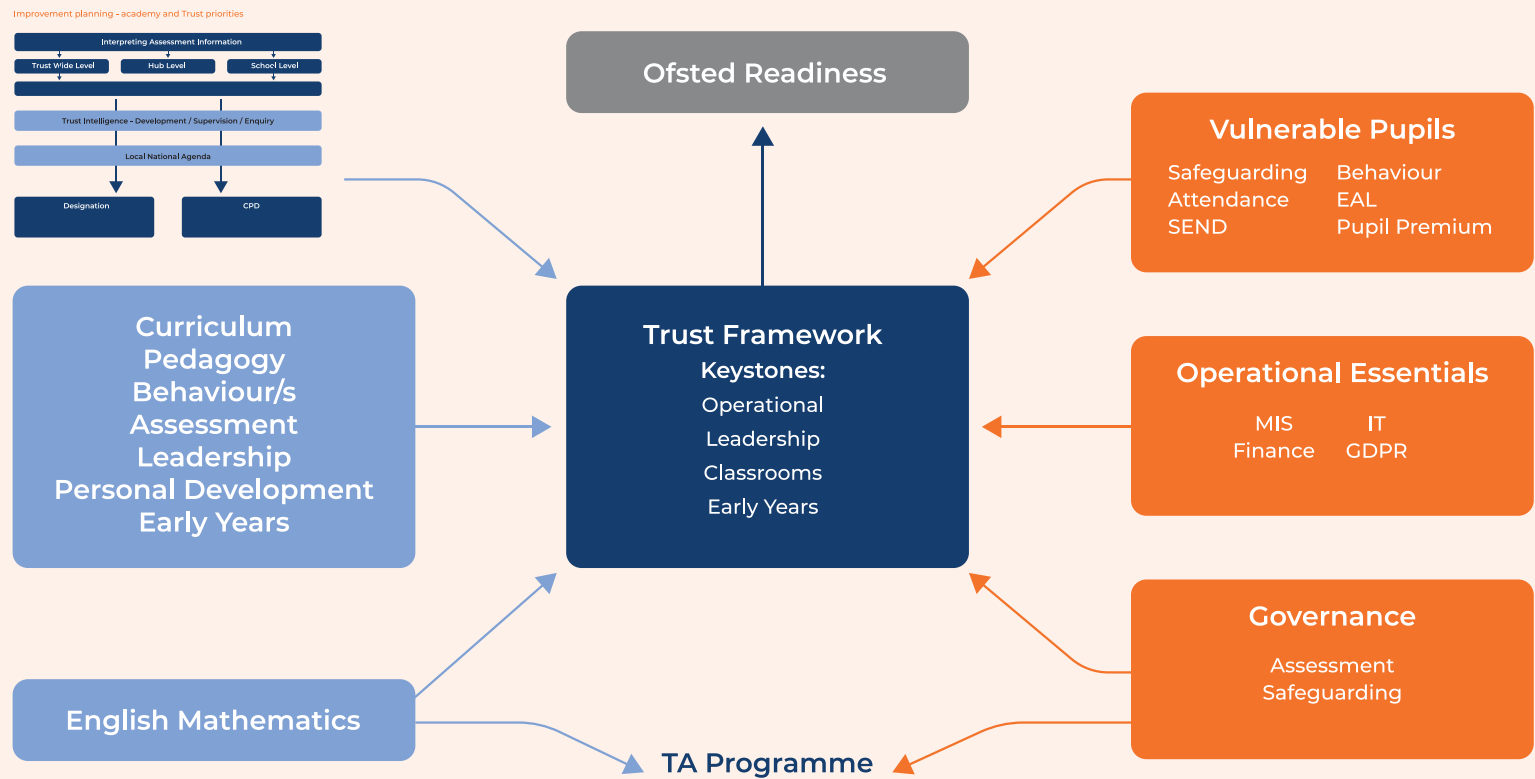 Improvement planning - academy and Trust priorities
Interpreting Assessment Information
Trust Wide Level
Hub Level
School Level
Trust Intelligence - Development / Supervision / Enquiry
Local National Agenda
Designation
CPD
Ofsted Readiness
Vulnerable Pupils
Safeguarding Behaviour
Attendance EAL
SEND Pupil Premium
Curriculum
Pedagogy
Behaviour/s
Assessment
Leadership
Personal Development
Early Years
Trust Framework
Keystones:
Operational
Leadership
Classrooms
Early Years
Operational Essentials
MIS IT
Finance GDPR
Governance
Assessment
Safeguarding
English Mathematics
TA Programme